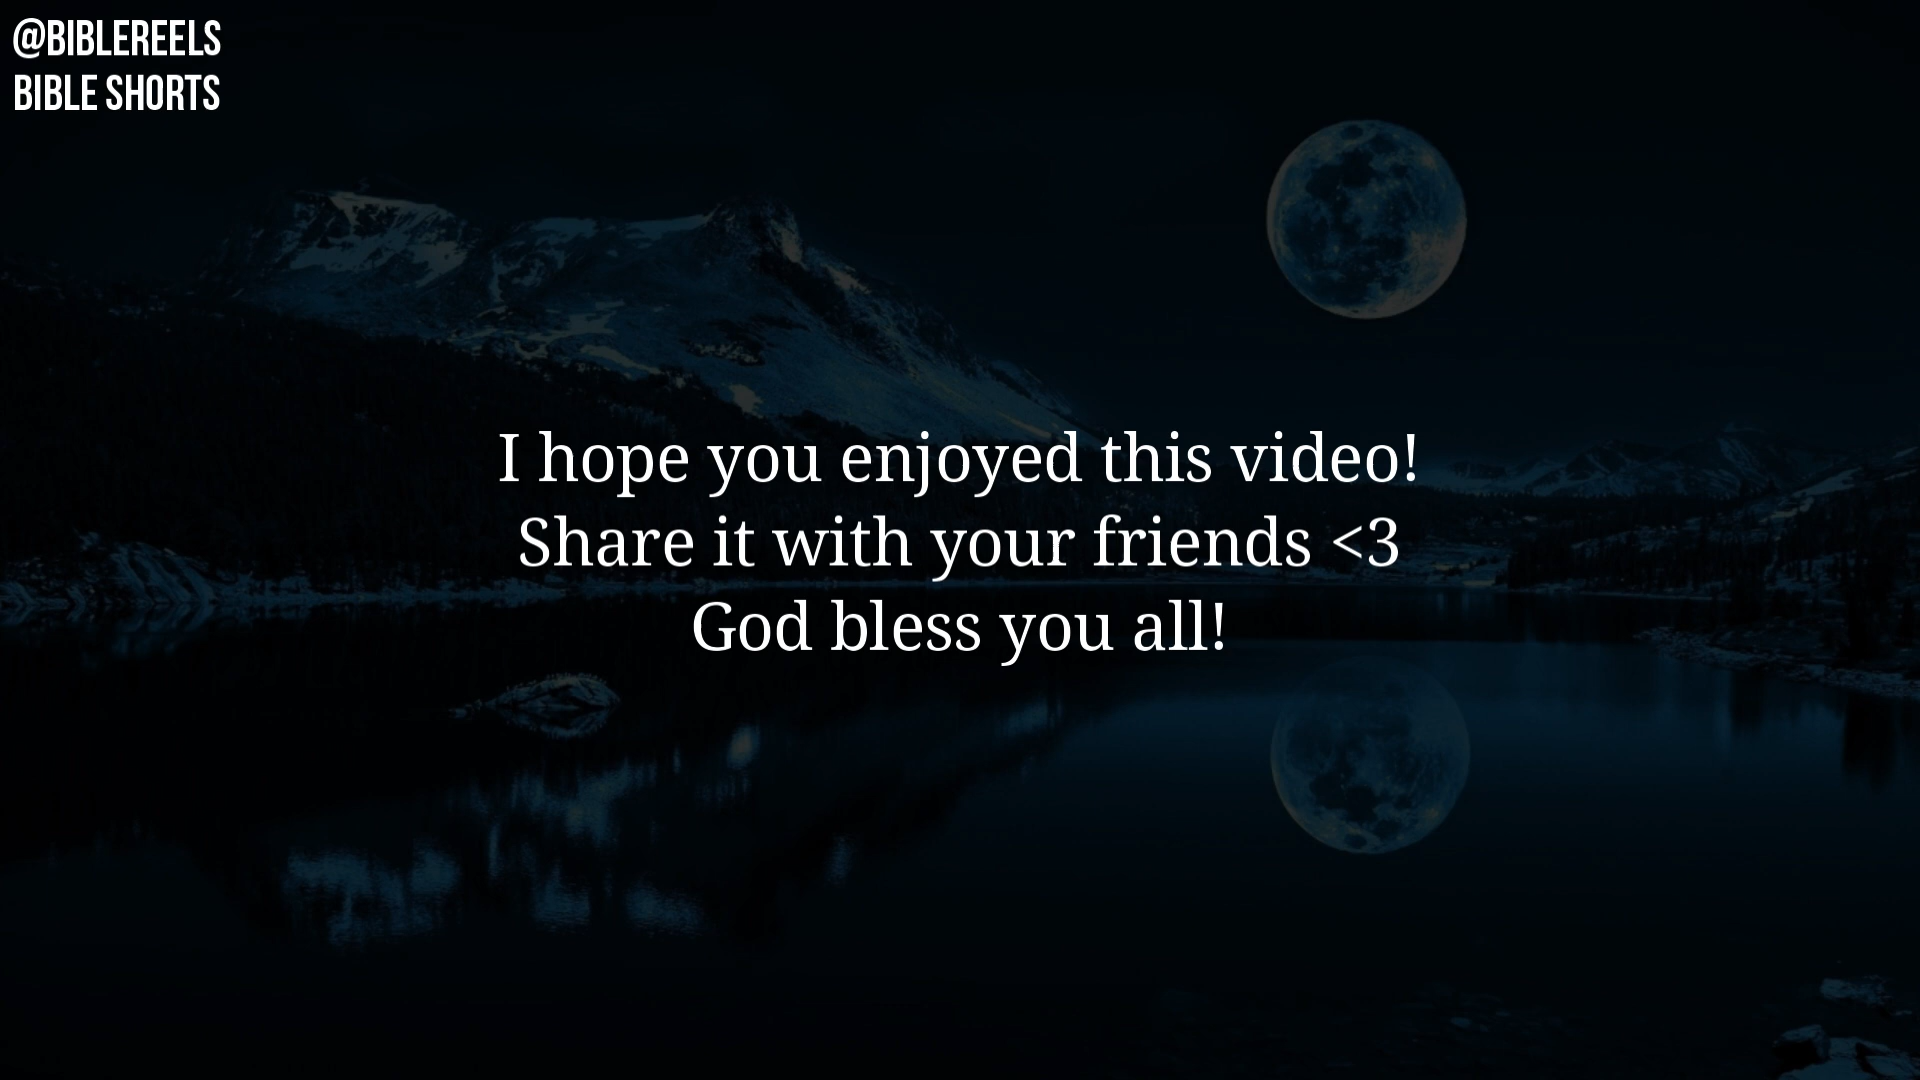 @BIBLEREELS
BIBLE SHORTS
I hope you enjoyed this video!
Share it with your friends <3
God bless you all!